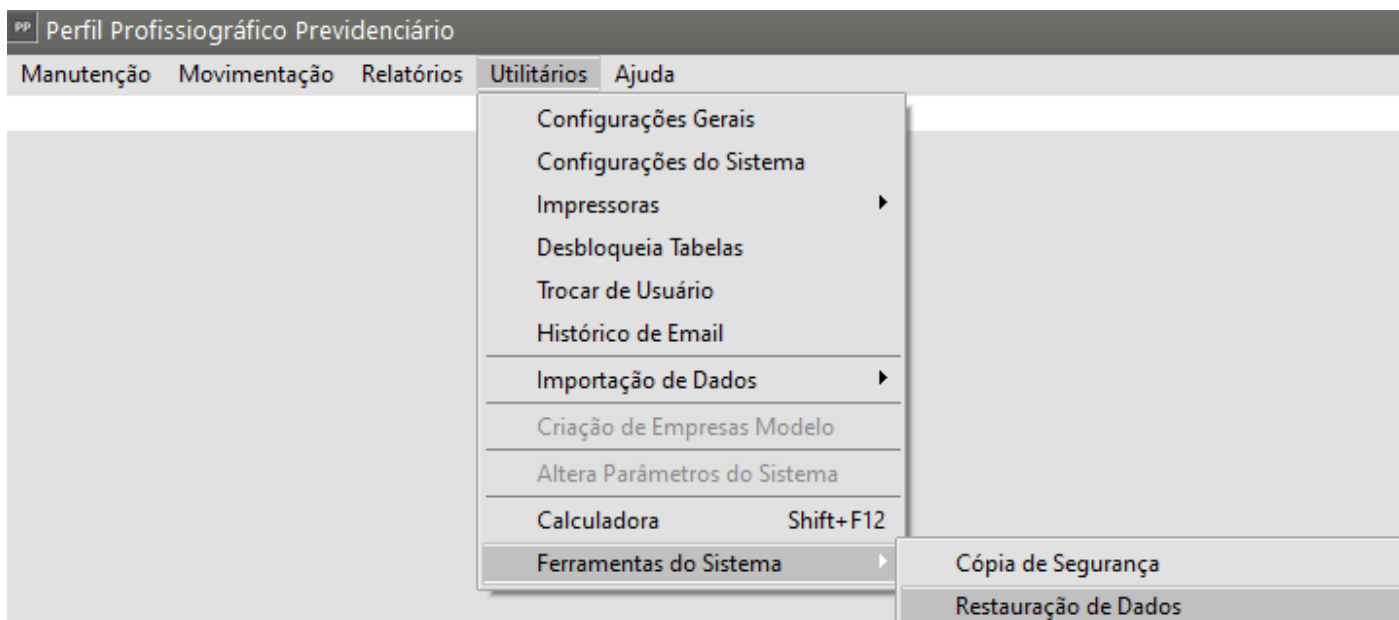 PP Perfil Profissiográfico Previdenciário
Manutenção Movimentação Relatórios Utilitários Ajuda
Configurações Gerais
Configurações do Sistema
Impressoras
Desbloqueia Tabelas
Trocar de Usuário
Histórico de Email
Importação de Dados
Criação de Empresas Modelo
Altera Parâmetros do Sistema
Calculadora Shift+F12
Ferramentas do Sistema
Cópia de Segurança
Restauração de Dados